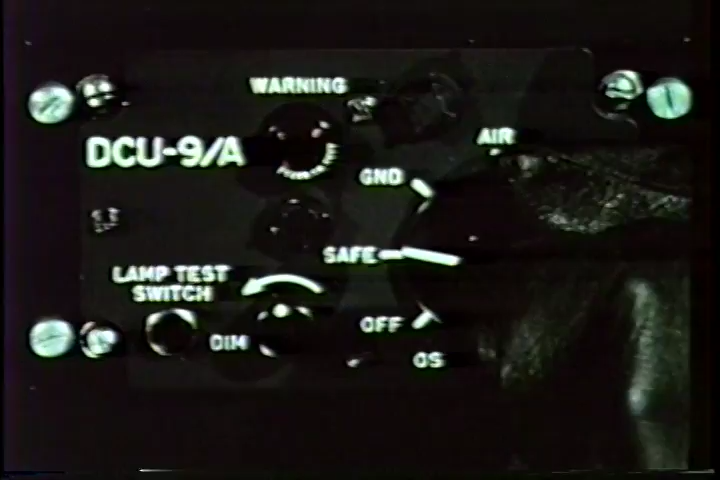 WARNING
DCU-9/A
AIR
GND
SAFE
LAMP TEST
SWITCH
DIM
OFF
OS